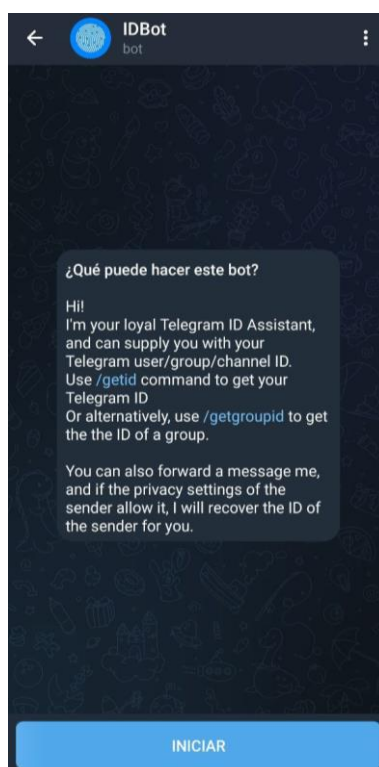 IDBot
bot
¿Qué puede hacer este bot?
Hi!
I'm your loyal Telegram ID Assistant,
and can supply you with your
Telegram user/group/channel ID.
Use /getid command to get your
Telegram ID
Or alternatively, use /getgroupid to get
the the ID of a group.
You can also forward a message me,
and if the privacy settings of the
sender allow it, I will recover the ID of
the sender for you.
INICIAR